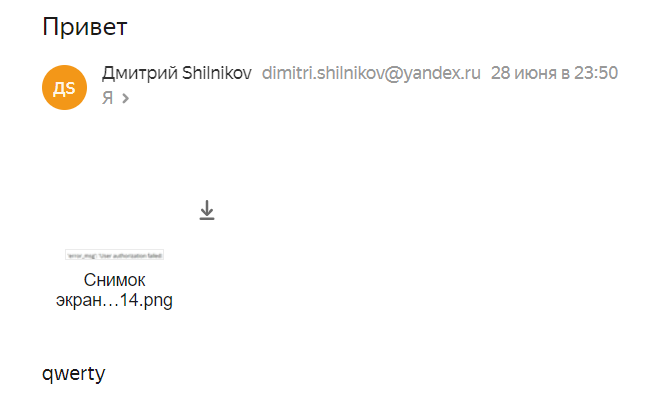 Привет
Дмитрий Shilnikov dimitri.shilnikov@yandex.ru 28 июня в 23:50
ДS
Я >
'error_msg': 'User authorization failed:
Снимок
экран...14.png
qwerty